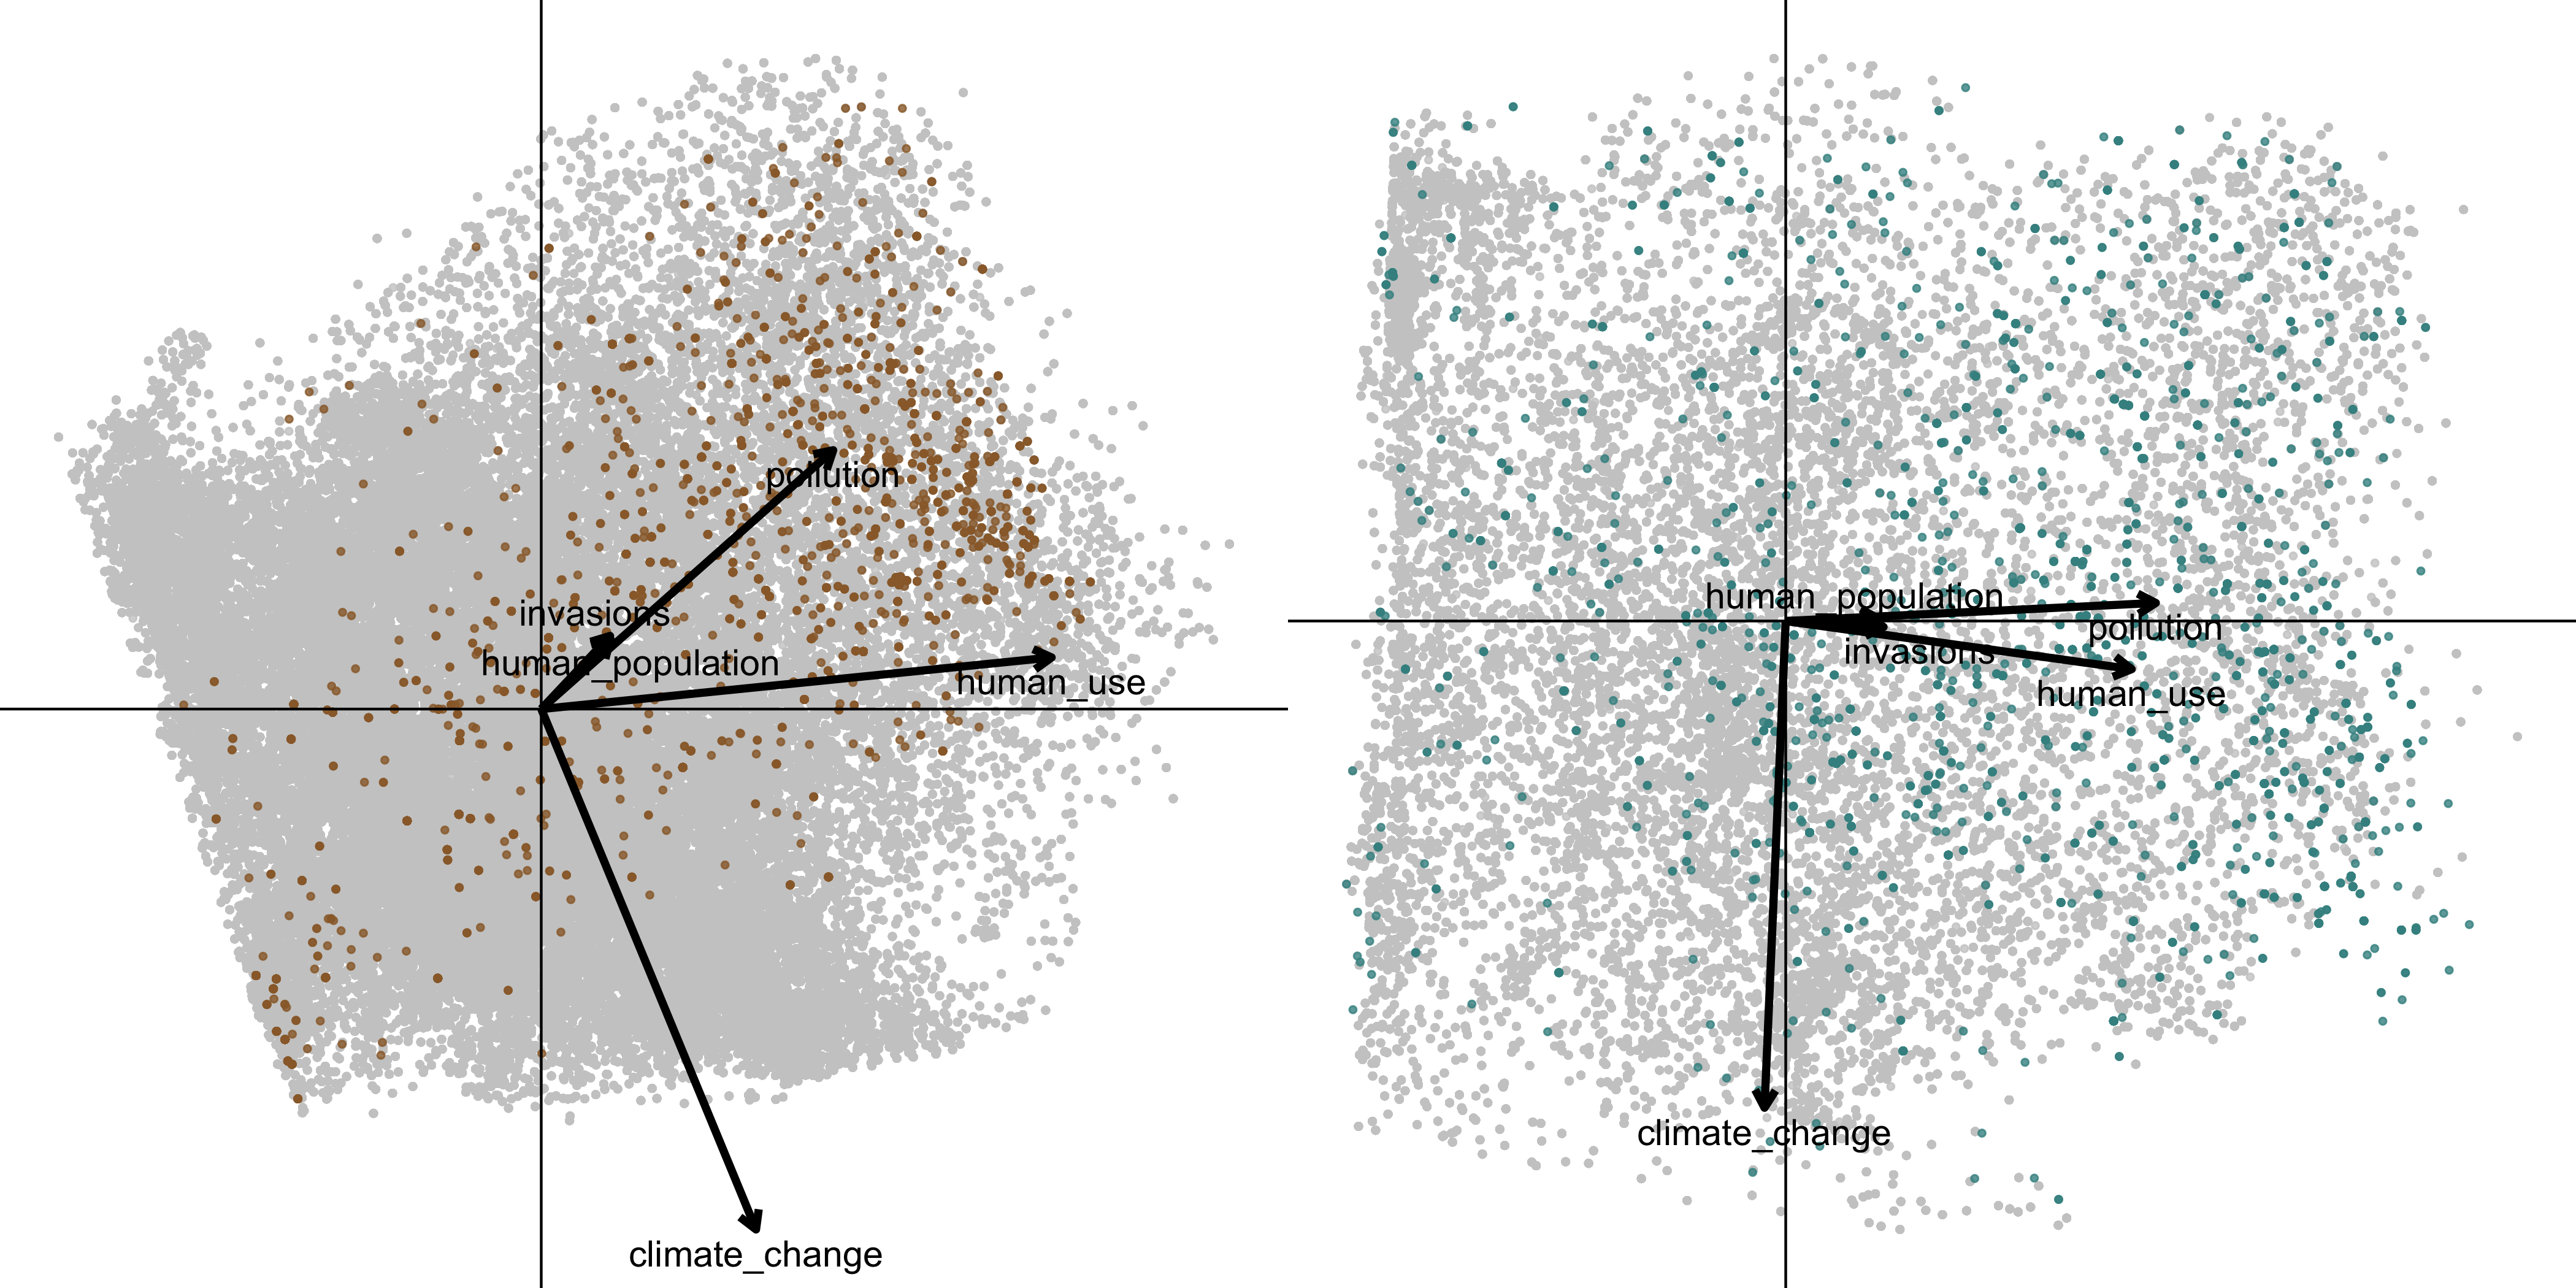 pollution
invasions
human_population
human_use
climate_change
human_population
pollution
invasions
human_use
climate_change